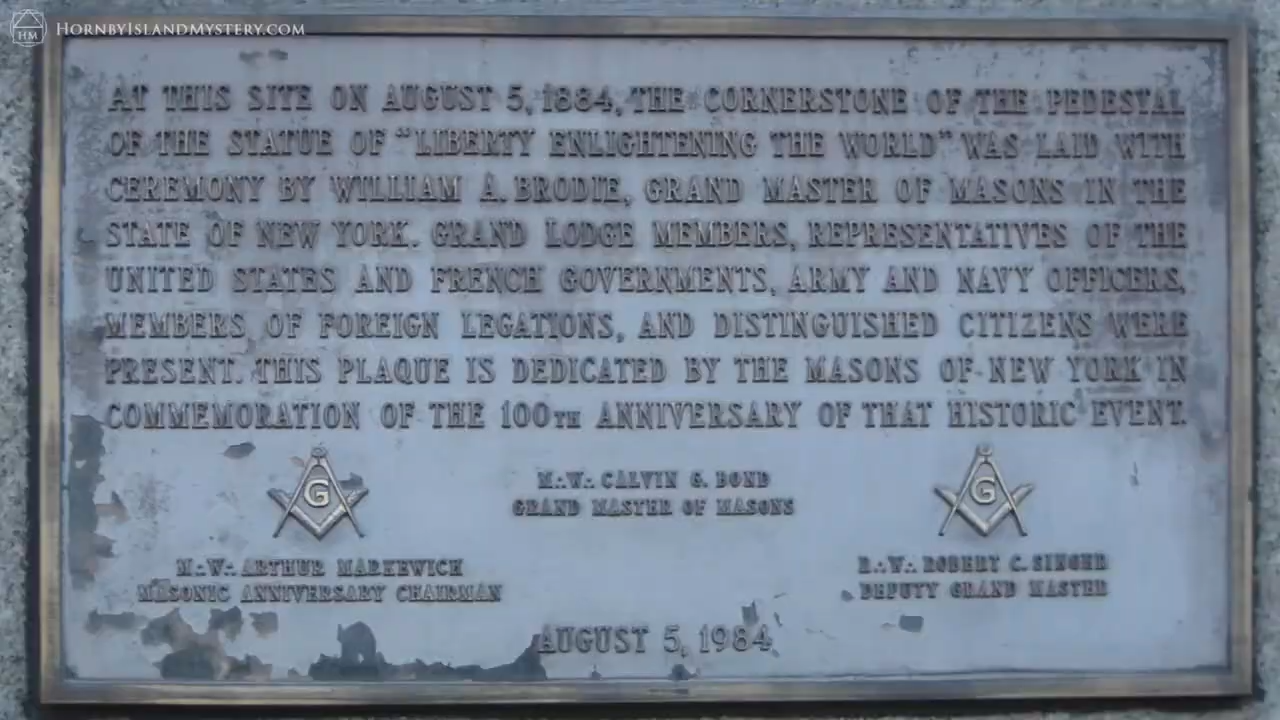 HM HORNBYISLANDMYSTERY.COM
AT THIS SITE ON AUGUST 5, 1884, THE CORNERSTONE OF THE PEDESTAL
OF THE STATUE OF "LIBERTY ENLIGHTENING THE WORLD" WAS LAID WITH
CEREMONY BY WILLIAM A. BRODIE, GRAND MASTER OF MASONS IN THE
STATE OF NEW YORK. GRAND LODGE MEMBERS, REPRESENTATIVES OF THE
UNITED STATES AND FRENCH GOVERNMENTS, ARMY AND NAVY OFFICERS,
MEMBERS OF FOREIGN LEGATIONS, AND DISTINGUISHED CITIZENS WERE
PRESENT. THIS PLAQUE IS DEDICATED BY THE MASONS OF NEW YORK IN
COMMEMORATION OF THE 100TH ANNIVERSARY OF THAT HISTORIC EVENT.
G
G
M∴W∴ CALVIN G. BOND
GRAND MASTER OF MASONS
M∴W∴ ARTHUR MARKEWICH
MASONIC ANNIVERSARY CHAIRMAN
R∴W∴ ROBERT C. SINGER
DEPUTY GRAND MASTER
AUGUST 5, 1984